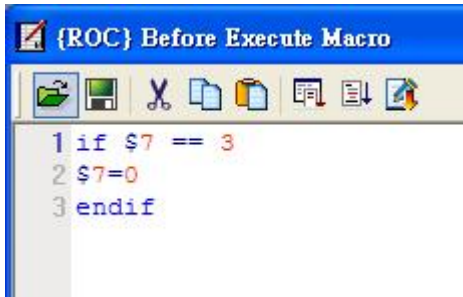 {ROC} Before Execute Macro
1 if $7 == 3
2 $7=0
3 endif